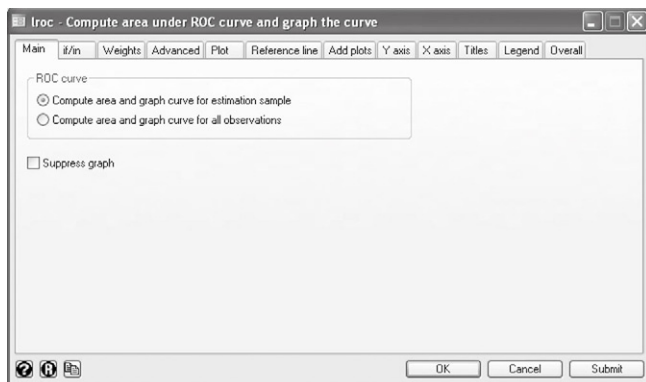 lroc - Compute area under ROC curve and graph the curve
Main if/in Weights Advanced Plot Reference line Add plots Y axis X axis Titles Legend Overall
ROC curve
Compute area and graph curve for estimation sample
Compute area and graph curve for all observations
Suppress graph
? R OK Cancel Submit